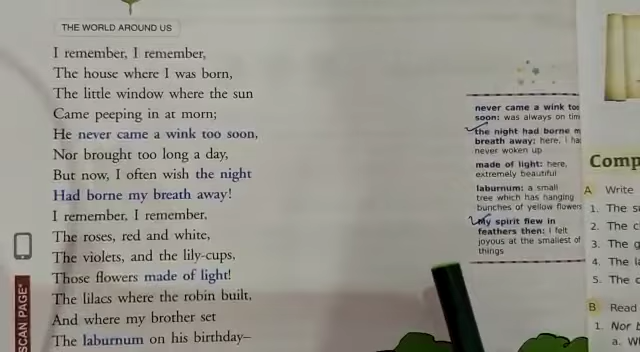 THE WORLD AROUND US
I remember, I remember,
The house where I was born,
The little window where the sun
Came peeping in at morn;
He never came a wink too soon,
Nor brought too long a day,
But now, I often wish the night
Had borne my breath away!
I remember, I remember,
The roses, red and white,
The violets, and the lily-cups,
Those flowers made of light!
The lilacs where the robin built,
And where my brother set
The laburnum on his birthday–
SCAN PAGE
never came a wink too
soon: was always on tim
the night had borne m
breath away: here, I ha
never woken up
made of light: here,
extremely beautiful
laburnum: a small
tree which has hanging
bunches of yellow flowers
My spirit flew in
feathers then: I felt
joyous at the smallest of
things
Comp
A Write
1. The s
2. The c
3. The g
4. The la
5. The c
B Read
1. Nor b
a. W